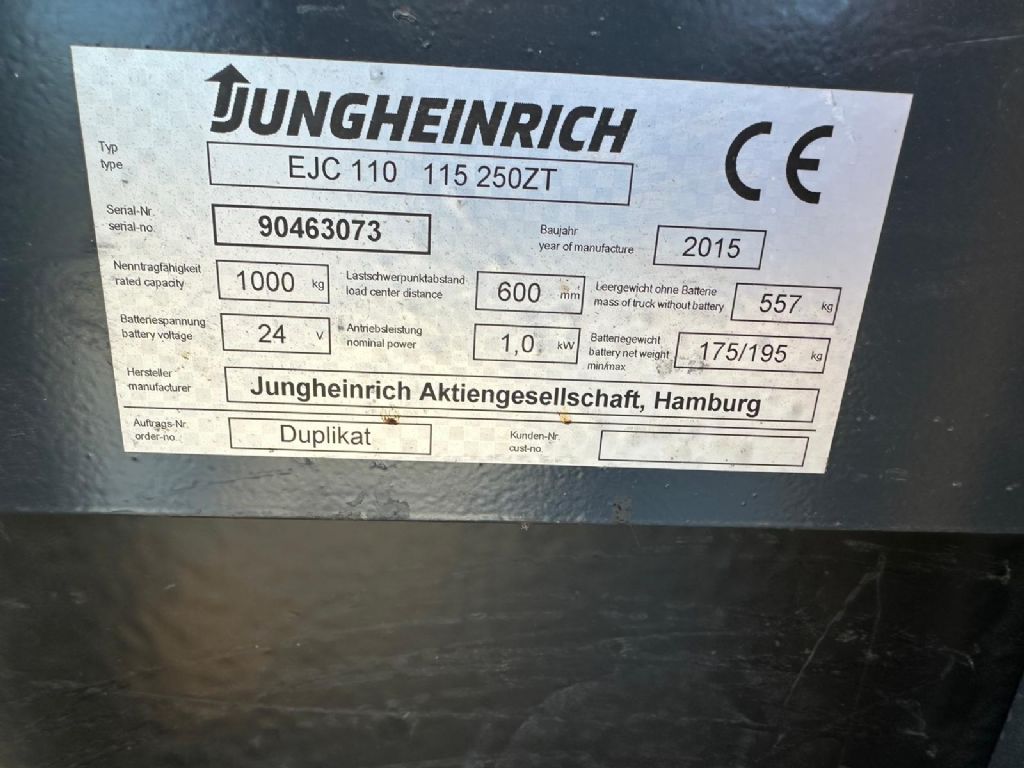 JUNGHEINRICH
CE
Typ
type
EJC 110 115 250ZT
Serial-Nr.
serial-no.
90463073
Baujahr
year of manufacture
2015
Nenntragfähigkeit
rated capacity
1000 kg
Lastschwerpunktabstand
load center distance
600 mm
Leergewicht ohne Batterie
mass of truck without battery
557 kg
Batteriespannung
battery voltage
24 V
Antriebsleistung
nominal power
1,0 kW
Batteriegewicht
battery net weight
min/max
175/195 kg
Hersteller
manufacturer
Jungheinrich Aktiengesellschaft, Hamburg
Auftrags-Nr.
order-no.
Duplikat
Kunden-Nr.
cust-no.